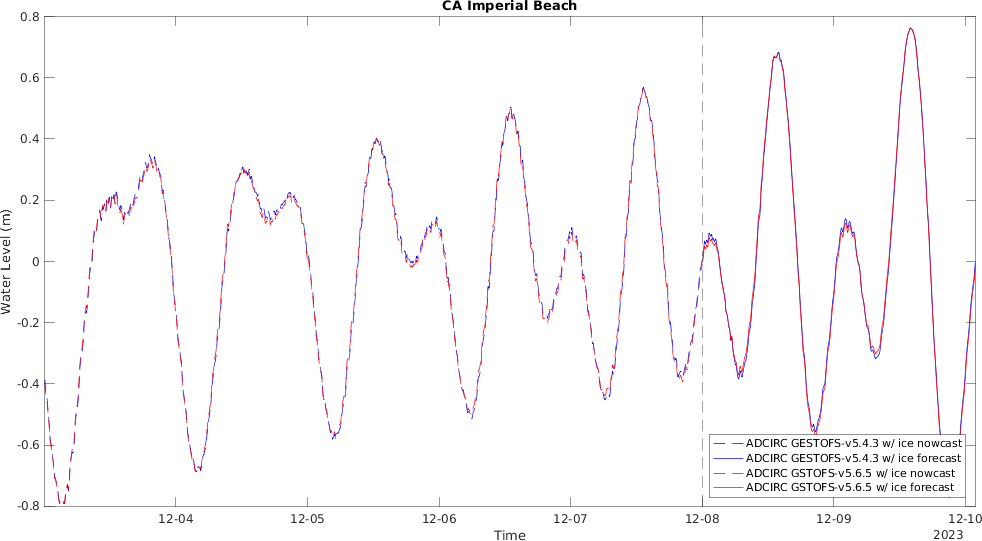 CA Imperial Beach
0.8
0.6
0.4
0.2
0
-0.2
-0.4
-0.6
-0.8
Water Level (m)
12-04
12-05
12-06
12-07
12-08
12-09
12-10
Time
2023
ADCIRC GESTOFS-v5.4.3 w/ ice nowcast
ADCIRC GESTOFS-v5.4.3 w/ ice forecast
ADCIRC GSTOFS-v5.6.5 w/ ice nowcast
ADCIRC GSTOFS-v5.6.5 w/ ice forecast